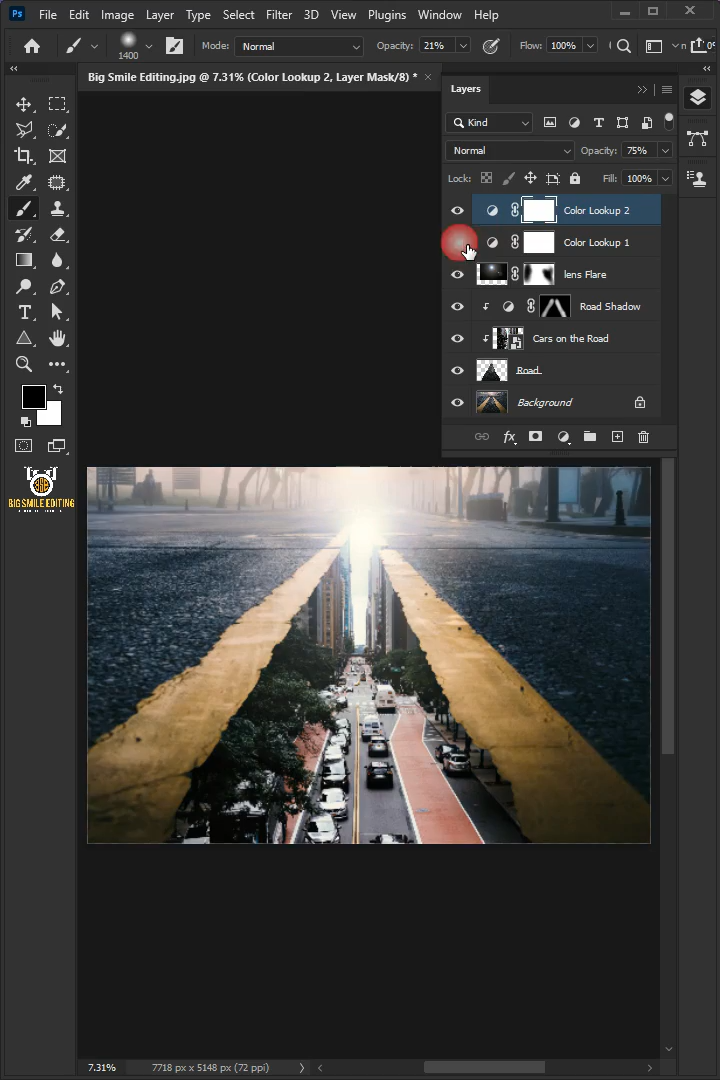 Ps File Edit Image Layer Type Select Filter 3D View Plugins Window Help
1400 Mode: Normal Opacity: 21% Flow: 100% 0°
Big Smile Editing.jpg @ 7.31% (Color Lookup 2, Layer Mask/8) *
Layers
Kind
Normal Opacity: 75%
Lock: Fill: 100%
Color Lookup 2
Color Lookup 1
lens Flare
Road Shadow
Cars on the Road
Road
Background
fx
BIG SMILE EDITING
7.31% 7718 px x 5148 px (72 ppi)